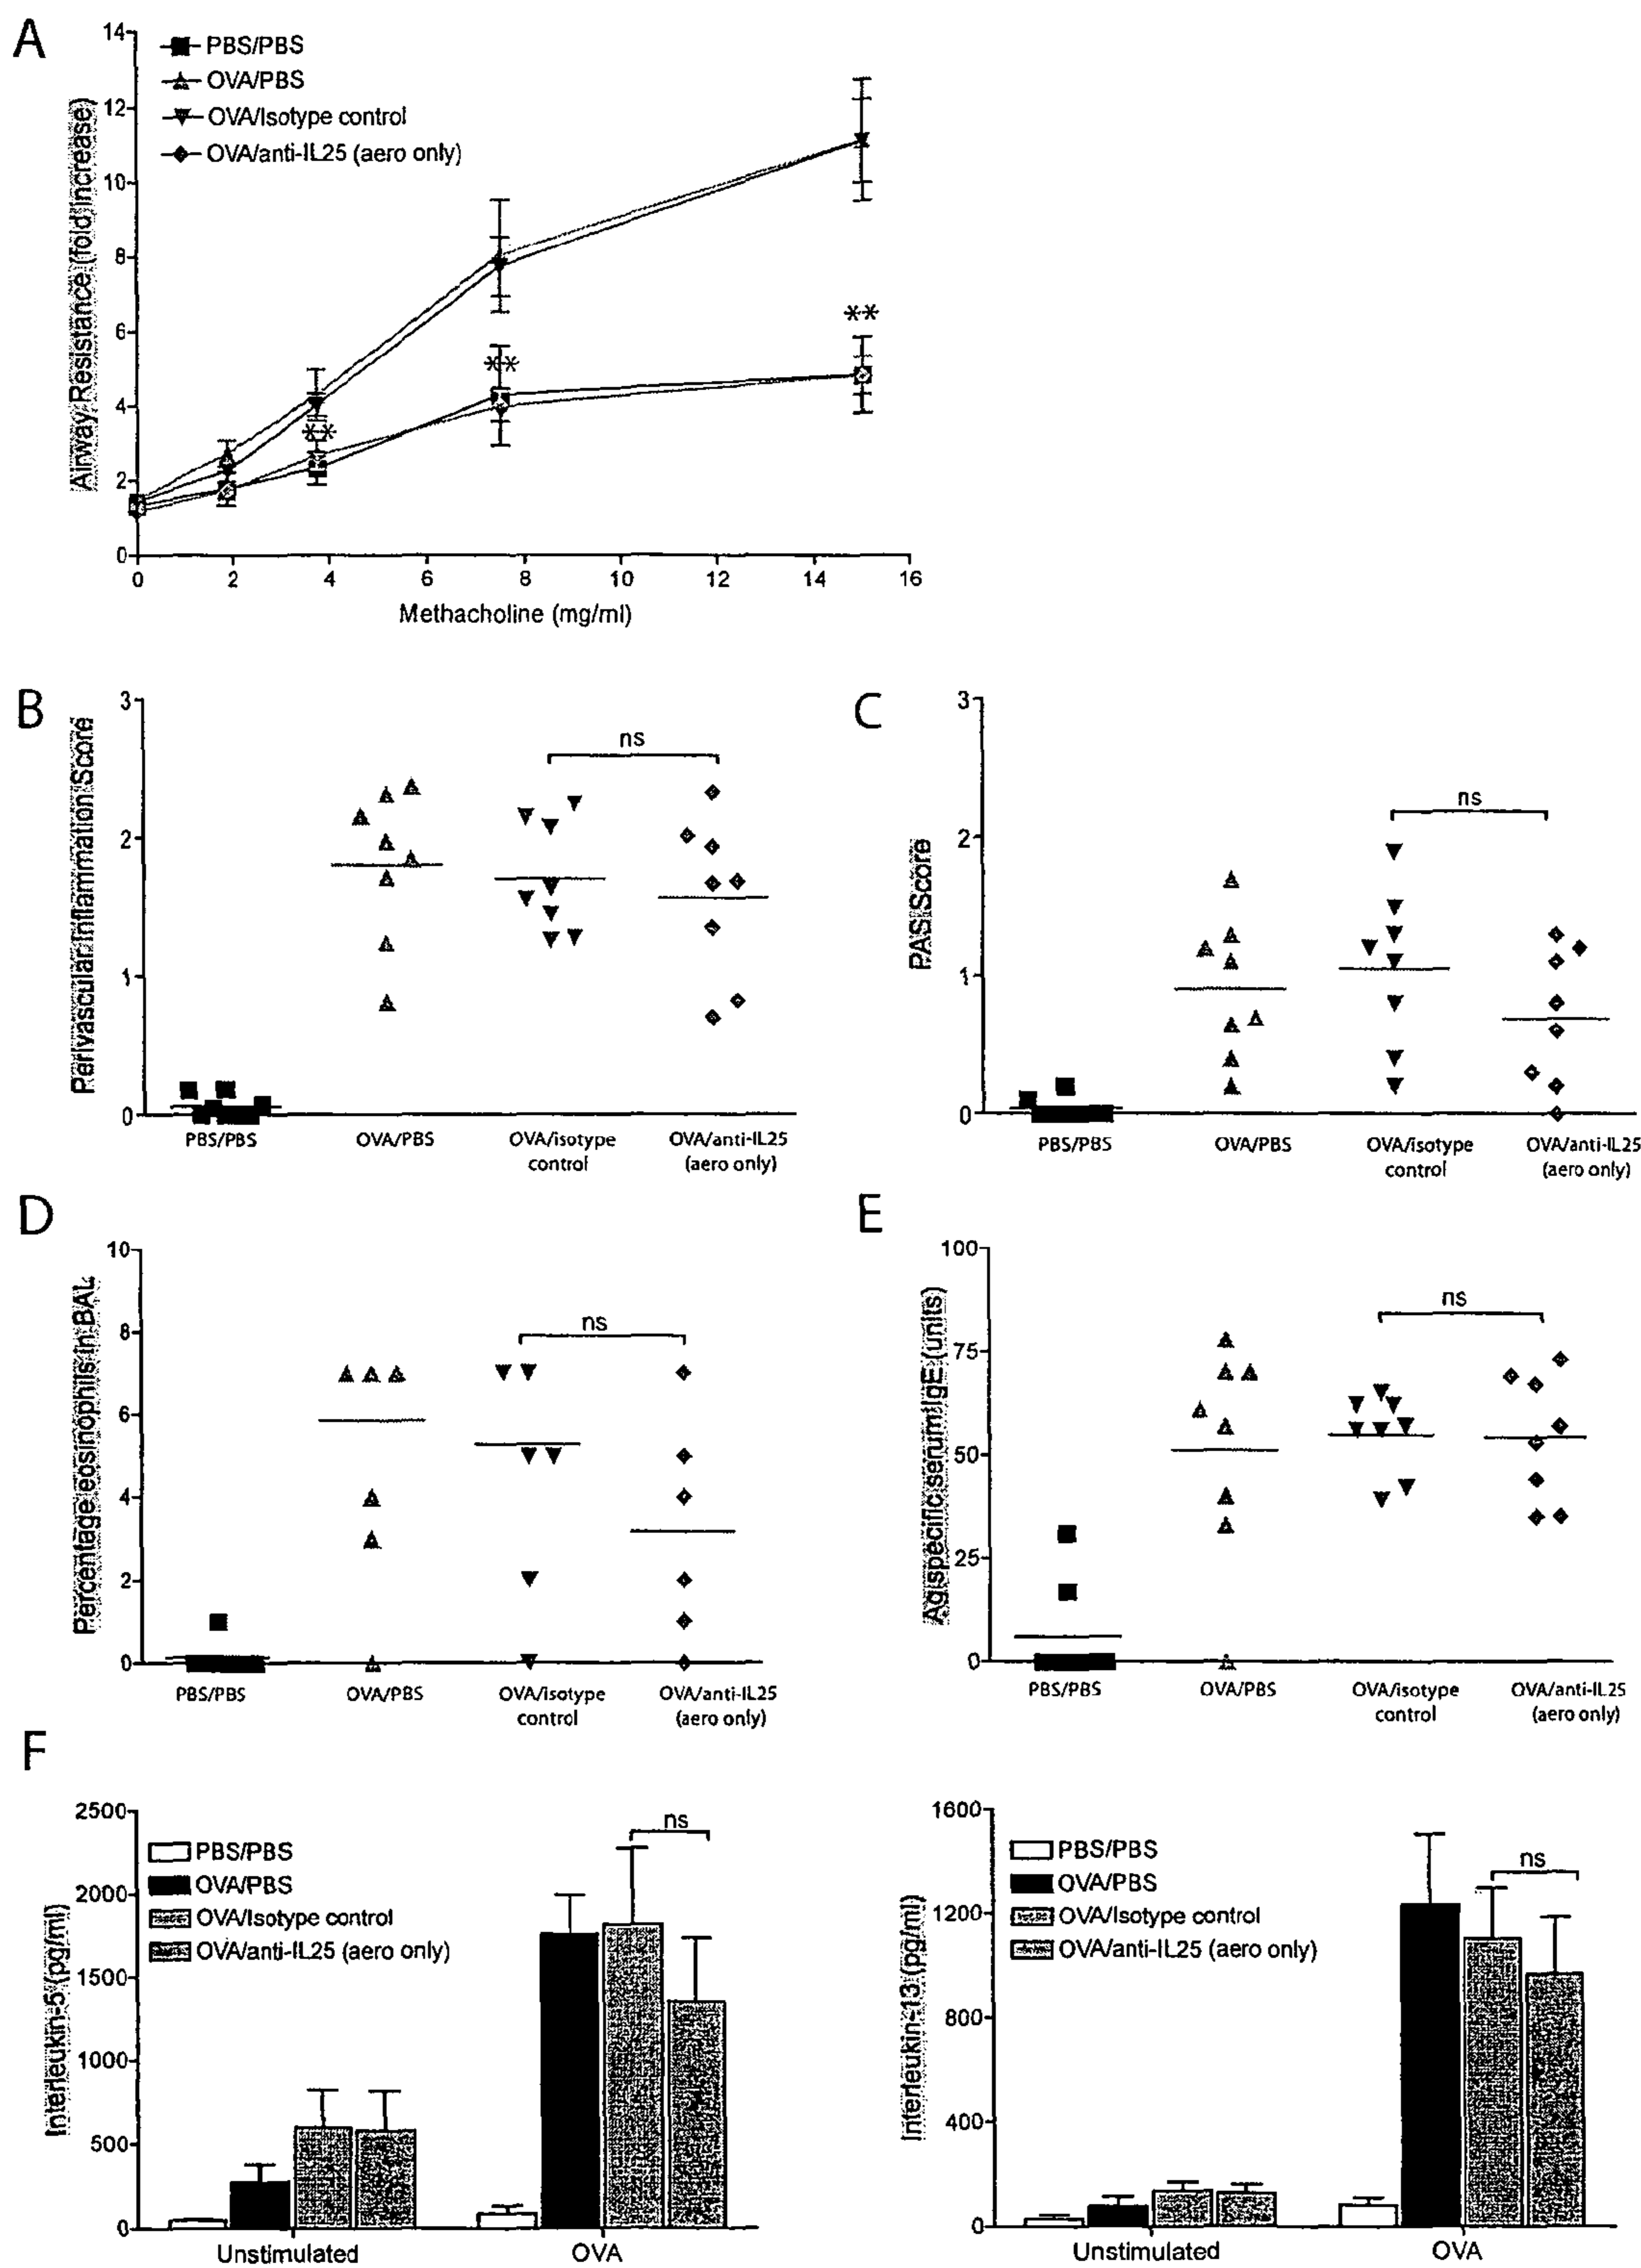 A
14
12
10
8
6
4
2
0
Airway Resistance (fold increase)
PBS/PBS
OVA/PBS
OVA/Isotype control
OVA/anti-IL25 (aero only)
**
**
**
0 2 4 6 8 10 12 14 16
Methacholine (mg/ml)
B
Perivascular Inflammation Score
3
2
1
0
ns
PBS/PBS
OVA/PBS
OVA/isotype
control
OVA/anti-IL25
(aero only)
C
PAS Score
3
2
1
0
ns
PBS/PBS
OVA/PBS
OVA/isotype
control
OVA/anti-IL25
(aero only)
D
Percentage eosinophils in BAL
10
8
6
4
2
0
ns
PBS/PBS
OVA/PBS
OVA/isotype
control
OVA/anti-IL25
(aero only)
E
Ag specific serum IgE (units)
100
75
50
25
0
ns
PBS/PBS
OVA/PBS
OVA/isotype
control
OVA/anti-IL25
(aero only)
F
Interleukin-5 (pg/ml)
2500
2000
1500
1000
500
0
PBS/PBS
OVA/PBS
OVA/Isotype control
OVA/anti-IL25 (aero only)
ns
Unstimulated
OVA
Interleukin-13 (pg/ml)
1600
1200
800
400
0
PBS/PBS
OVA/PBS
OVA/Isotype control
OVA/anti-IL25 (aero only)
ns
Unstimulated
OVA